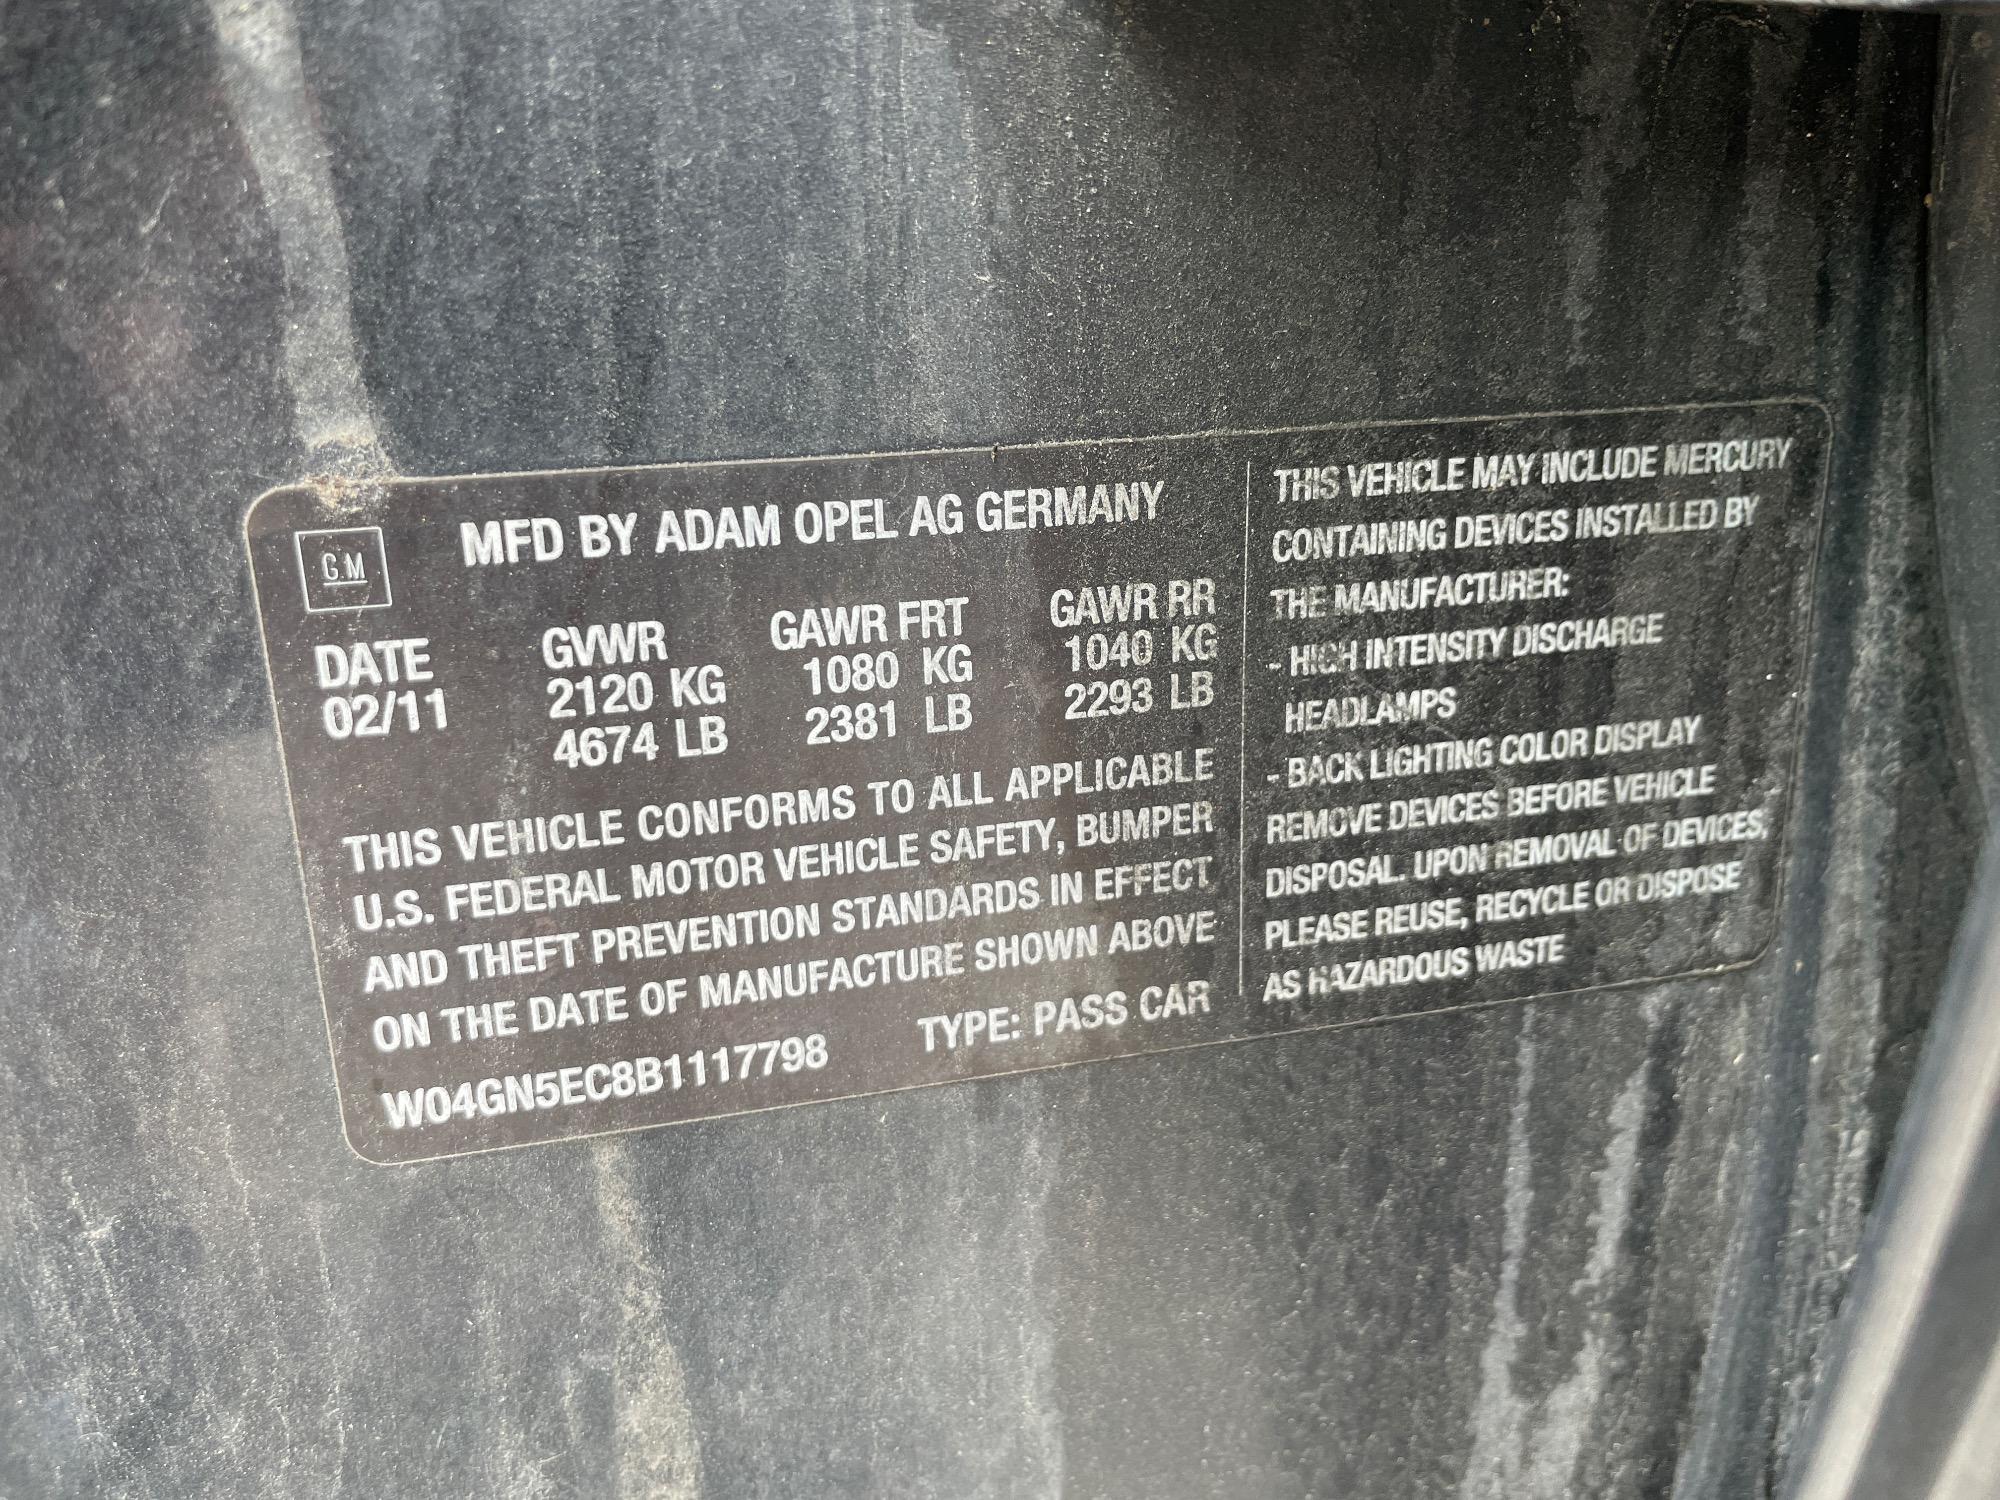 GM
MFD BY ADAM OPEL AG GERMANY
DATE GVWR GAWR FRT GAWR RR
02/11 2120 KG 1080 KG 1040 KG
4674 LB 2381 LB 2293 LB
THIS VEHICLE CONFORMS TO ALL APPLICABLE
U.S. FEDERAL MOTOR VEHICLE SAFETY, BUMPER
AND THEFT PREVENTION STANDARDS IN EFFECT
ON THE DATE OF MANUFACTURE SHOWN ABOVE
W04GN5EC8B1117798 TYPE: PASS CAR
THIS VEHICLE MAY INCLUDE MERCURY
CONTAINING DEVICES INSTALLED BY
THE MANUFACTURER:
- HIGH INTENSITY DISCHARGE
HEADLAMPS
- BACK LIGHTING COLOR DISPLAY
REMOVE DEVICES BEFORE VEHICLE
DISPOSAL. UPON REMOVAL OF DEVICES,
PLEASE REUSE, RECYCLE OR DISPOSE
AS HAZARDOUS WASTE